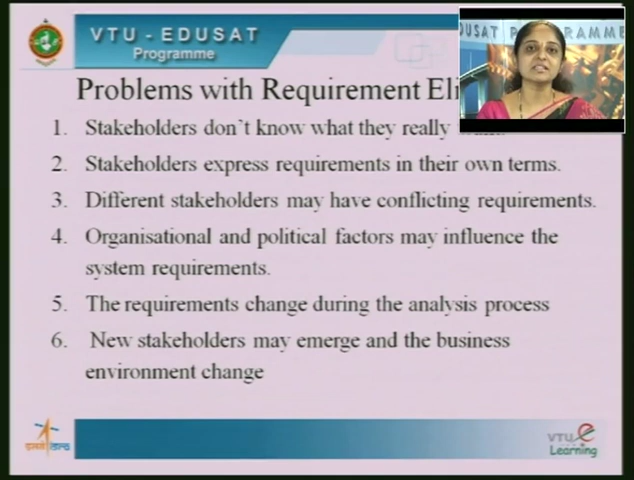 VTU - EDUSAT
Programme
DUSAT PROGRAMME
Problems with Requirement Eli
1. Stakeholders don't know what they really
2. Stakeholders express requirements in their own terms.
3. Different stakeholders may have conflicting requirements.
4. Organisational and political factors may influence the
system requirements.
5. The requirements change during the analysis process
6. New stakeholders may emerge and the business
environment change
VTU e
Learning